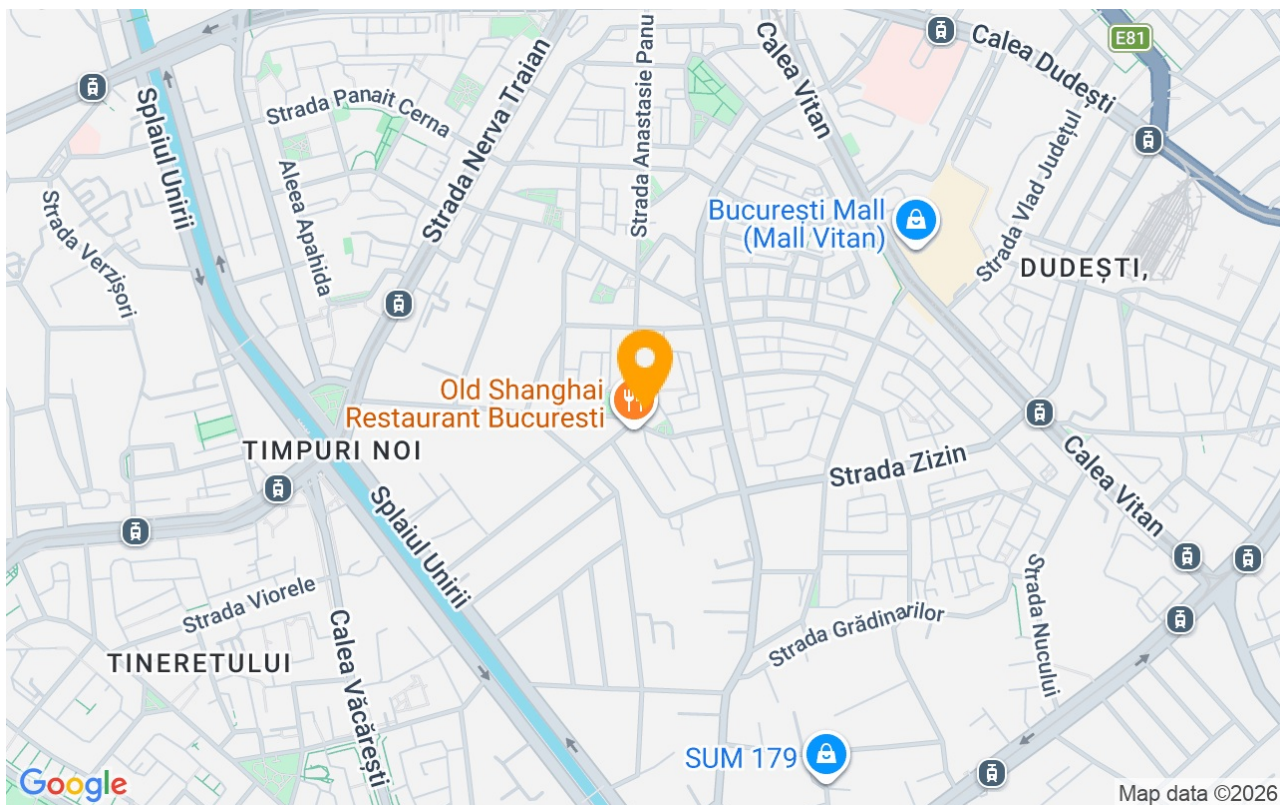 E81
Calea Dudești
Calea Vitan
Strada Anastasie Panu
Strada Nerva Traian
Strada Panait Cerna
Splaiul Unirii
Aleea Apahida
Strada Verzișori
Strada Vlad Județul
București Mall
(Mall Vitan)
DUDEȘTI,
Old Shanghai
Restaurant Bucuresti
TIMPURI NOI
Strada Zizin
Calea Vitan
Splaiul Unirii
Strada Viorele
Calea Văcărești
Strada Grădinarilor
Strada Nucului
TINERETULUI
SUM 179
Google
Map data ©2026